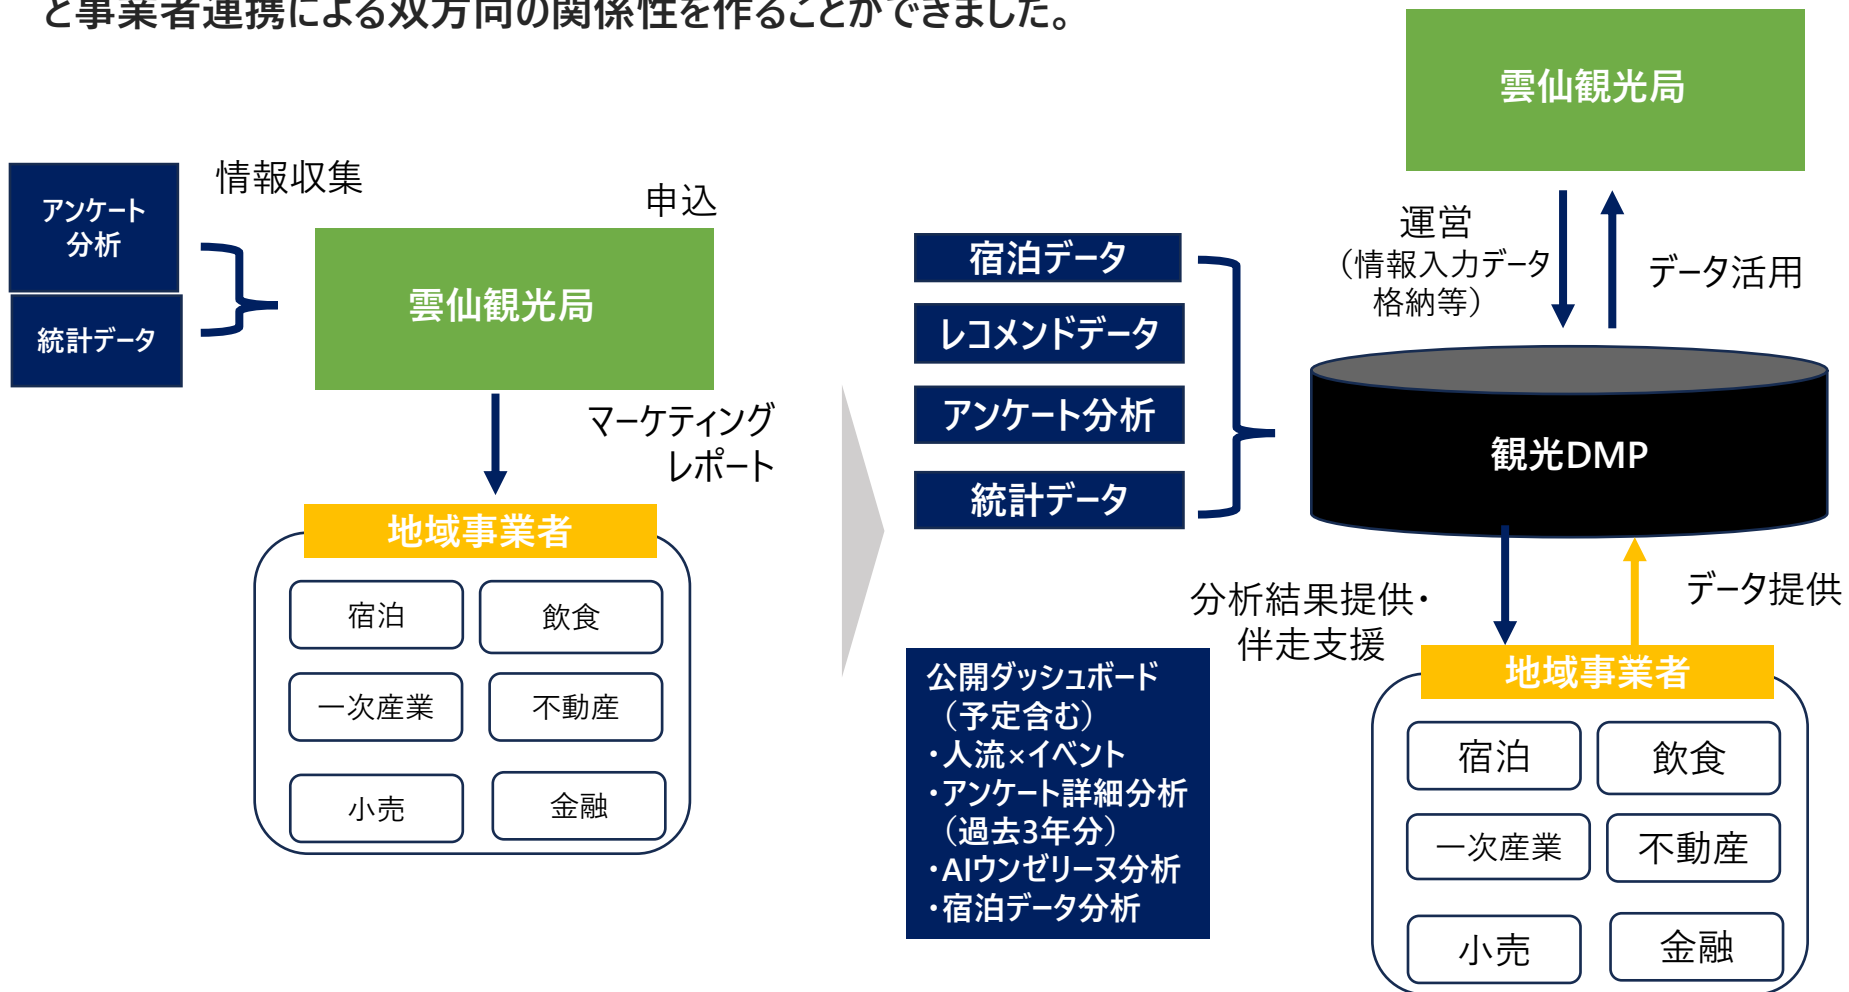 と事業者連携による双方向の関係性を作ることができました。
アンケート
分析
統計データ
情報収集
申込
雲仙観光局
マーケティング
レポート
地域事業者
宿泊
飲食
一次産業
不動産
小売
金融
雲仙観光局
運営
（情報入力データ
格納等）
データ活用
宿泊データ
レコメンドデータ
アンケート分析
統計データ
観光DMP
分析結果提供・
伴走支援
データ提供
公開ダッシュボード
（予定含む）
・人流×イベント
・アンケート詳細分析
（過去3年分）
・AIウンゼリーヌ分析
・宿泊データ分析
地域事業者
宿泊
飲食
一次産業
不動産
小売
金融